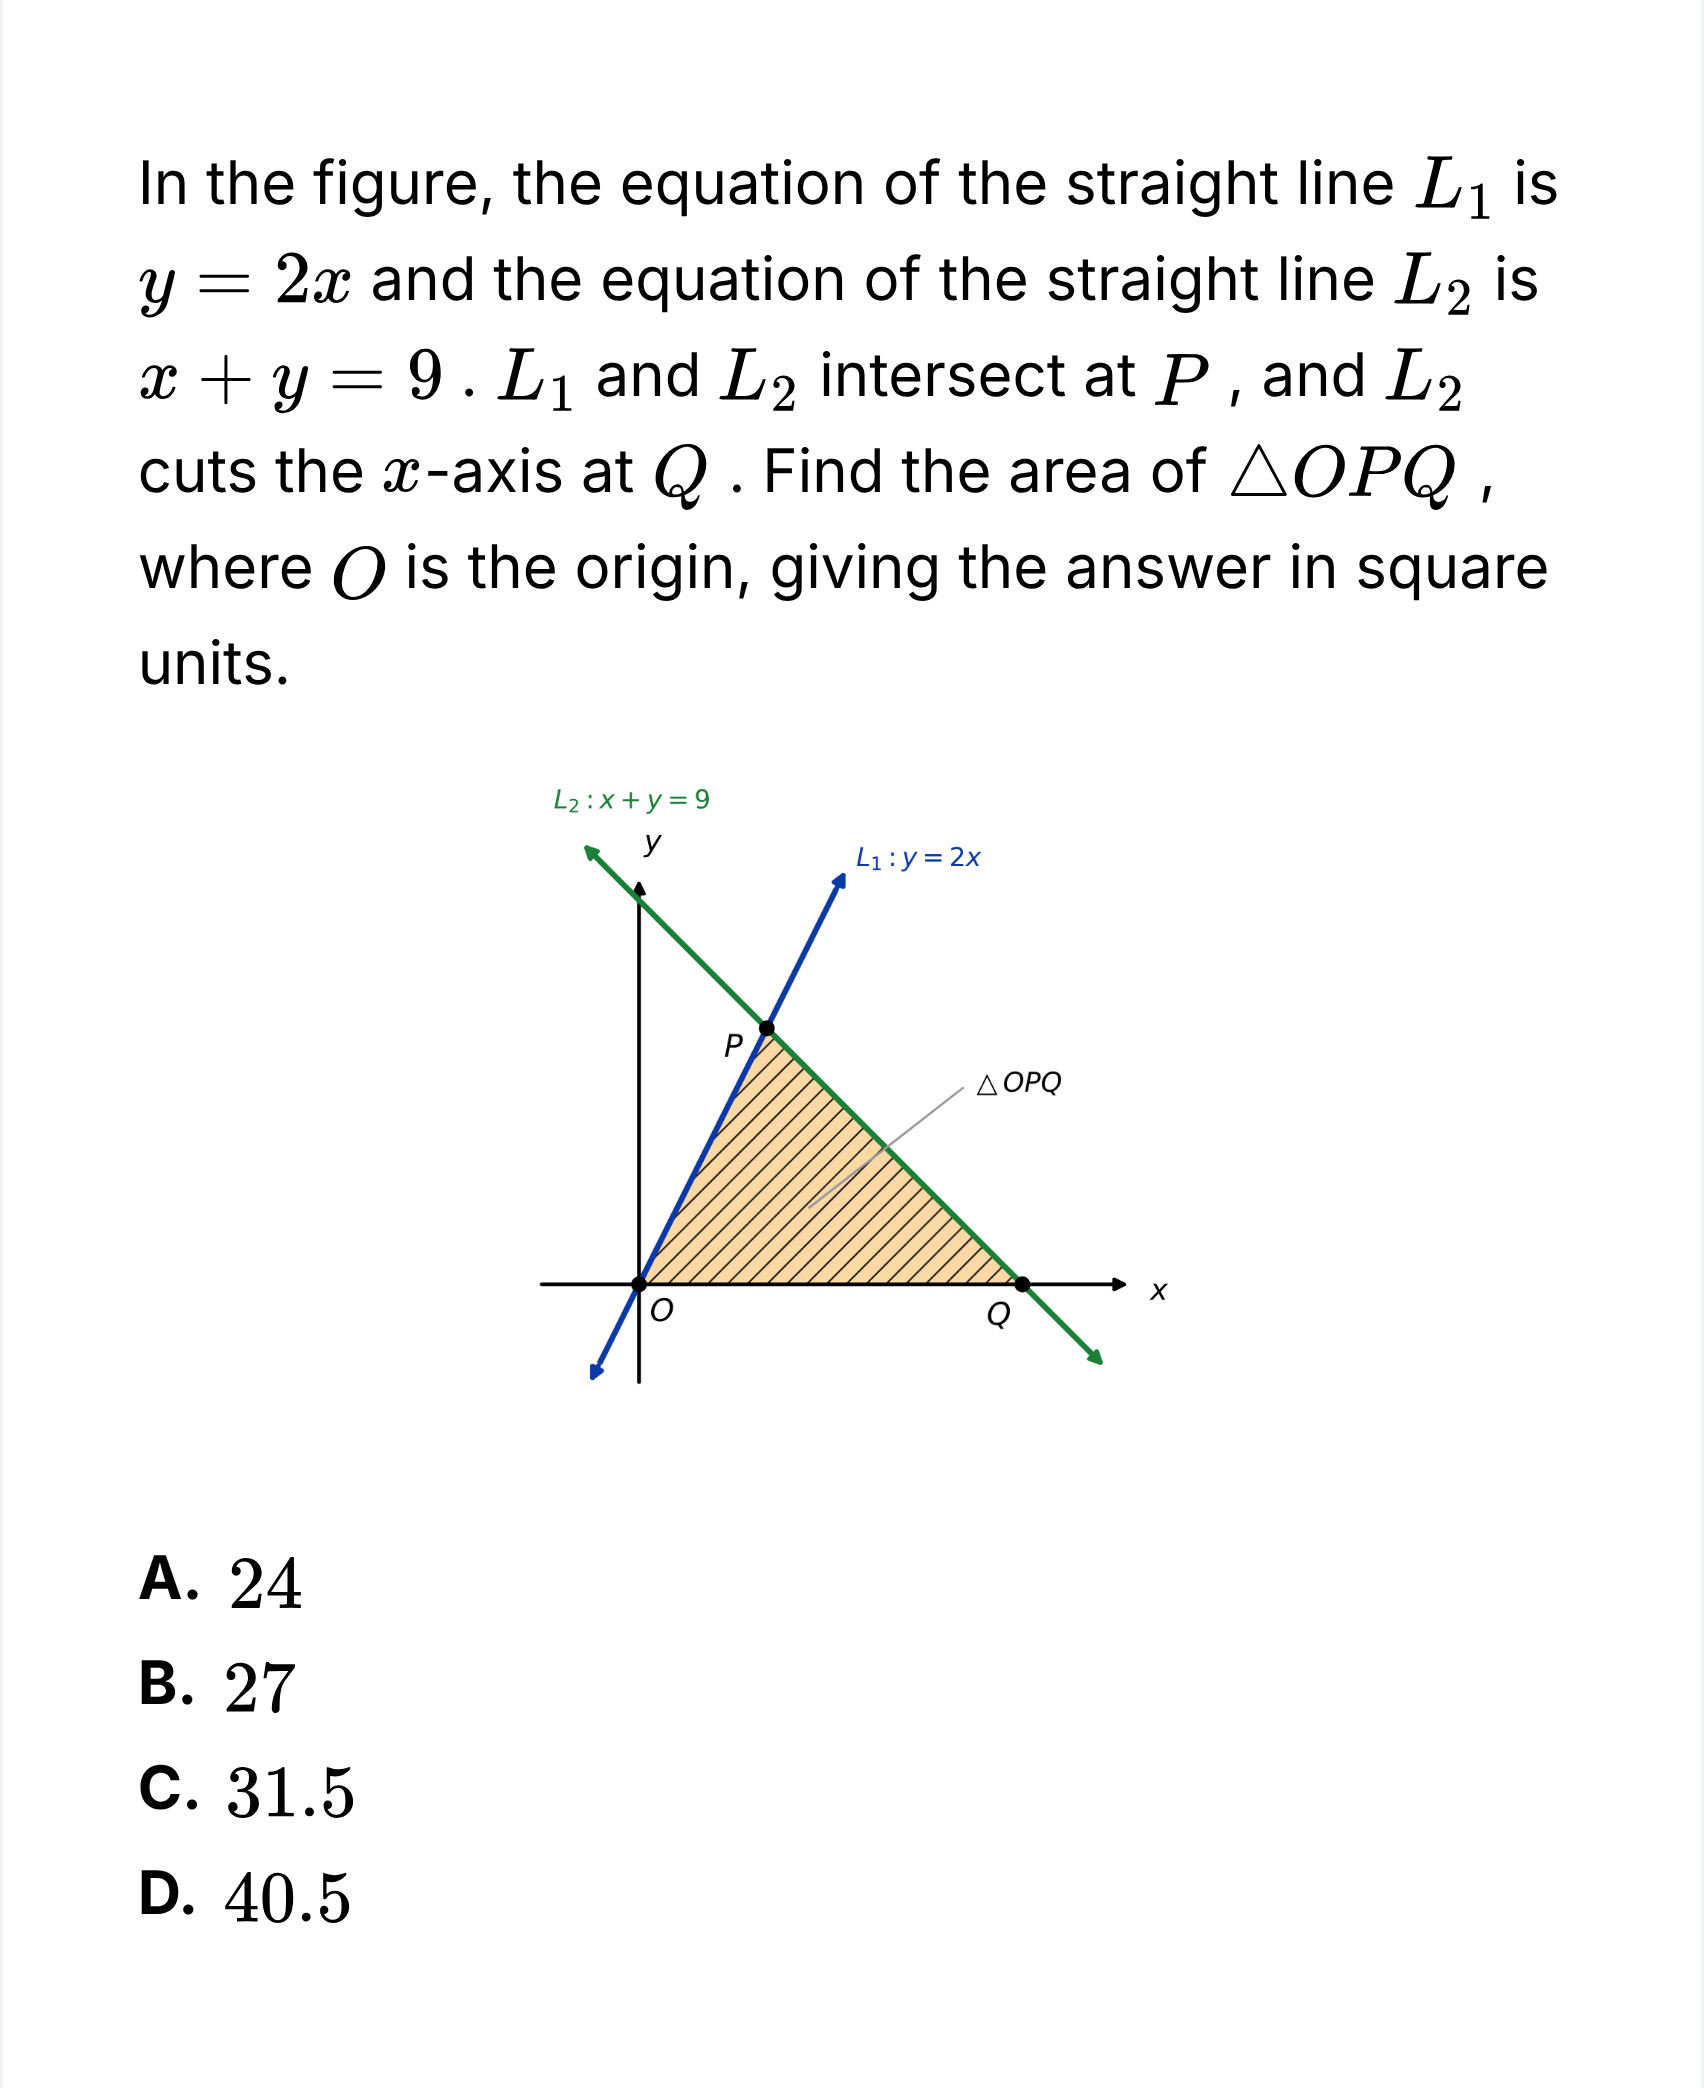 In the figure, the equation of the straight line L₁ is
y = 2x and the equation of the straight line L₂ is
x + y = 9 . L₁ and L₂ intersect at P , and L₂
cuts the x-axis at Q . Find the area of △OPQ ,
where O is the origin, giving the answer in square
units.
L₂ : x + y = 9
y
L₁ : y = 2x
P
△ OPQ
x
O
Q
A. 24
B. 27
C. 31.5
D. 40.5